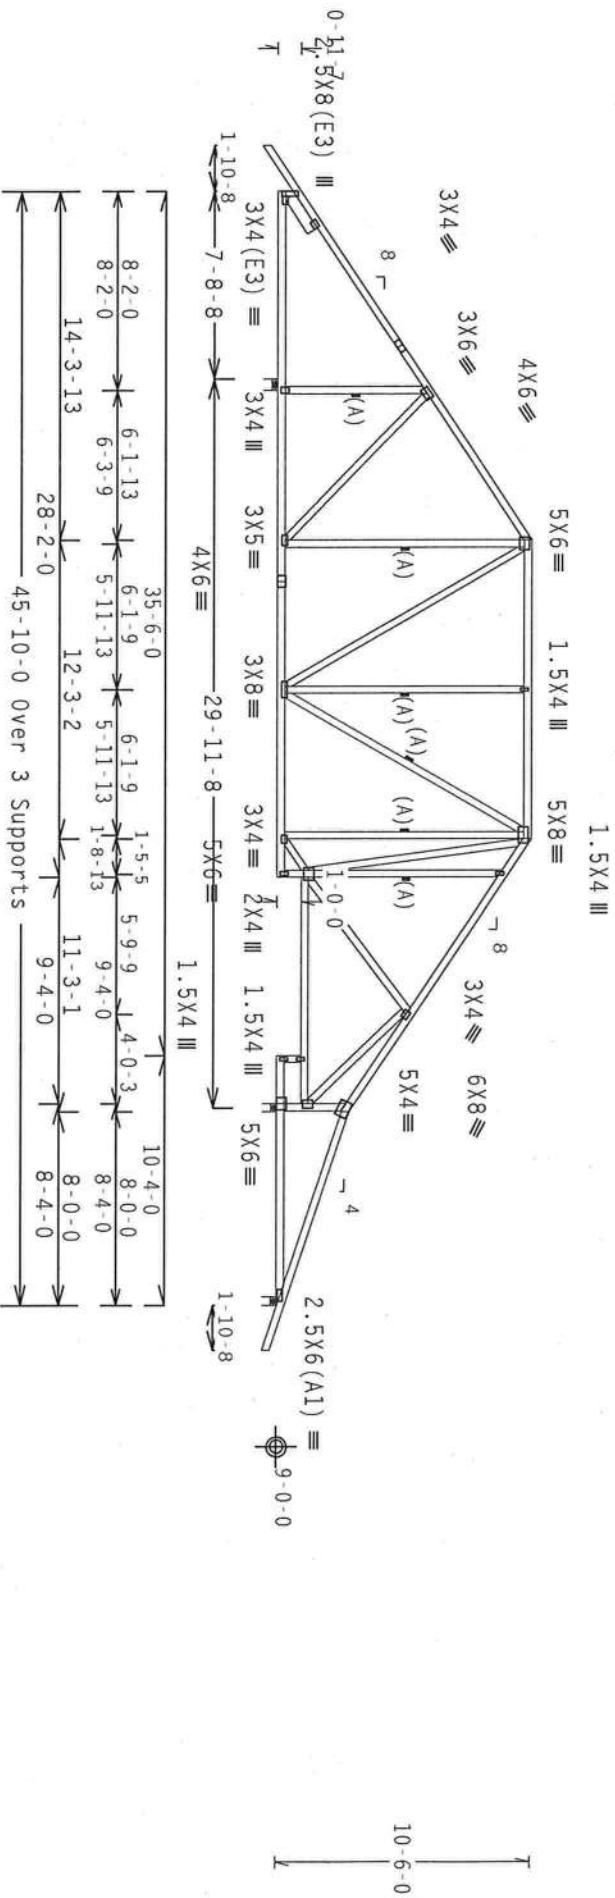 1.5X4 |||
5X6≡ 1.5X4 ||| 5X8≡
4X6 ///
3X6 ///
3X4 ///
3X4 ///
6X8 ///
5X4≡
8
8
4
(A) (A) (A) (A) (A) (A)
2.5X8(E3) |||
0-11-7
2.5X6(A1) ≡
1-0-0
10-6-0
9-0-0
3X4(E3) ≡ 3X4 ||| 3X5≡ 3X8≡ 3X4≡ 2X4 ||| 1.5X4 ||| 5X6≡
1-10-8 1-10-8
7-8-8 29-11-8
4X6≡ 5X6≡
1.5X4 |||
35-6-0 10-4-0
8-2-0 6-1-13 6-1-9 6-1-9 1-5-5 5-9-9 4-0-3 8-0-0
8-2-0 6-3-9 5-11-13 5-11-13 1-8-13 9-4-0 8-4-0
14-3-13 12-3-2 11-3-1 8-0-0
28-2-0 9-4-0 8-4-0
45-10-0 Over 3 Supports